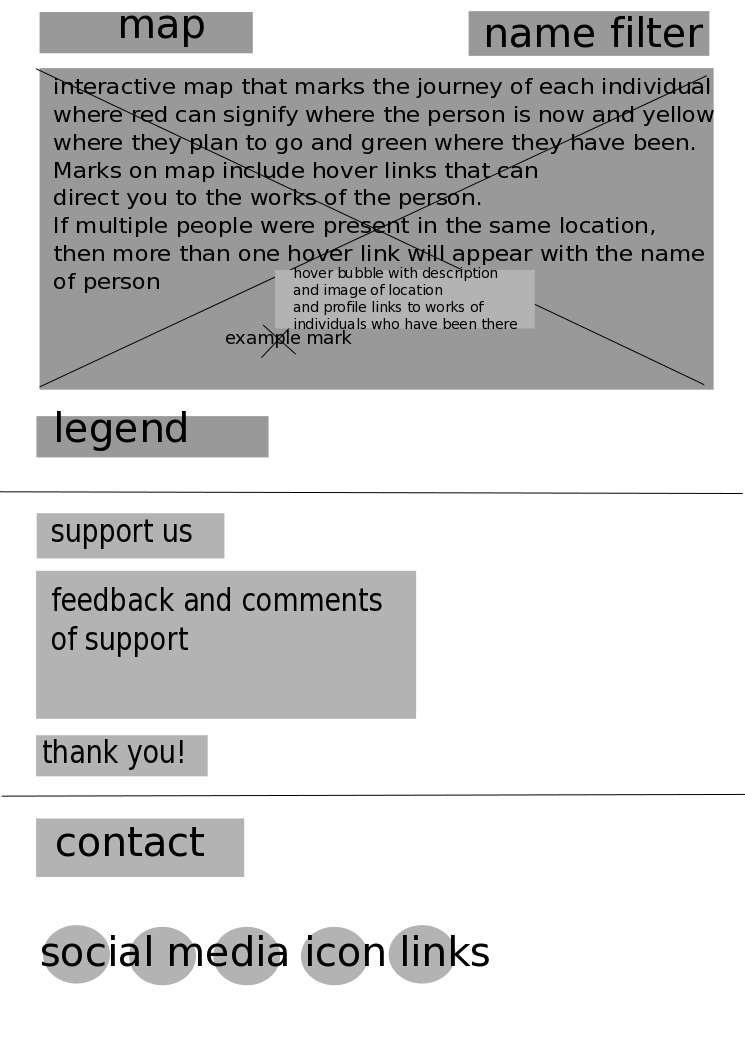 map
name filter
interactive map that marks the journey of each individual
where red can signify where the person is now and yellow
where they plan to go and green where they have been.
Marks on map include hover links that can
direct you to the works of the person.
If multiple people were present in the same location,
then more than one hover link will appear with the name
of person
hover bubble with description
and image of location
and profile links to works of
individuals who have been there
example mark
legend
support us
feedback and comments
of support
thank you!
contact
social media icon links